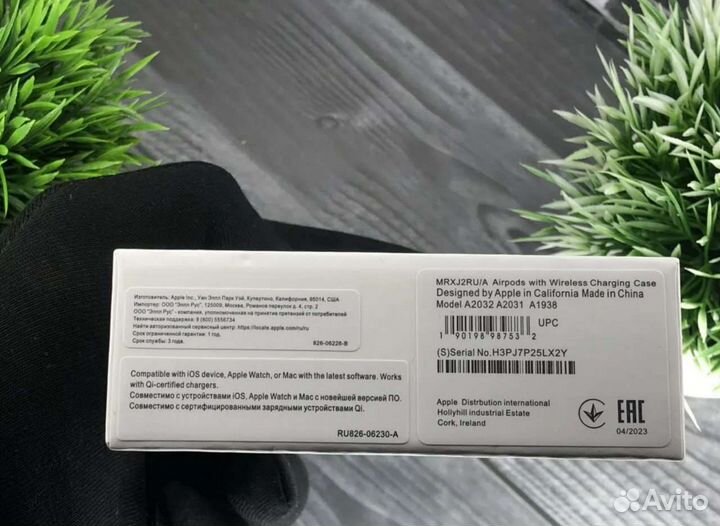 Изготовитель: Apple Inc., Уан Эппл Парк Уэй, Купертино, Калифорния, 95014, США
Импортер: ООО "Эппл Рус", 125009, Москва, Романов переулок д. 4, стр. 2
ООО "Эппл Рус" - компания, уполномоченная на принятие претензий от потребителей
Техническая поддержка: 8 (800) 5556734
Найти авторизованный сервисный центр: https://locate.apple.com/ru/ru
Срок ограниченной гарантии: 1 год.
Срок службы: 3 года.
826-06228-B
Compatible with iOS device, Apple Watch, or Mac with the latest software. Works
with Qi-certified chargers.
Совместимо с устройствами iOS, Apple Watch и Mac с новейшей версией ПО.
Совместимо с сертифицированными зарядными устройствами Qi.
RU826-06230-A
MRXJ2RU/A Airpods with Wireless Charging Case
Designed by Apple in California Made in China
Model A2032 A2031 A1938
1 90198 98753 2
UPC
(S)Serial No.H3PJ7P25LX2Y
Apple Distrbution international
Hollyhill industrial Estate
Cork, Ireland
EAC
04/2023
Avito